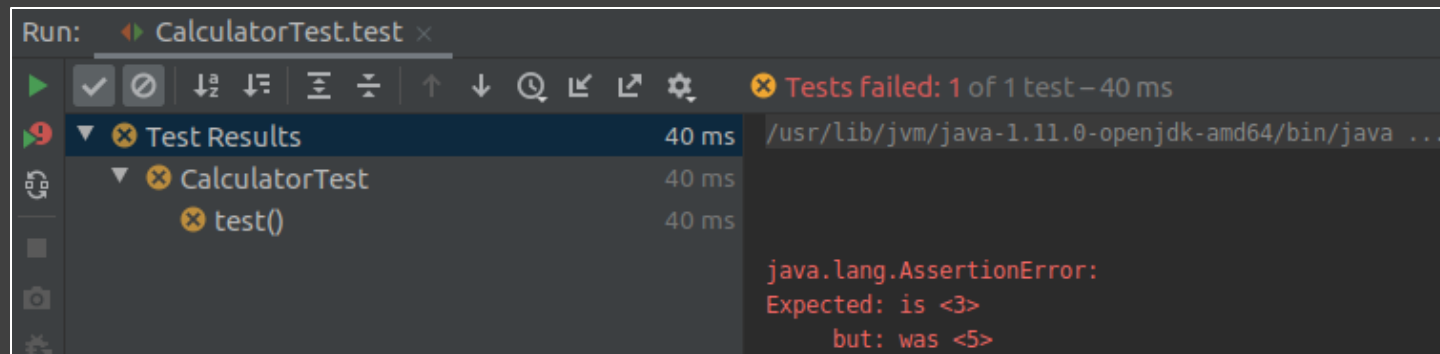 Run: CalculatorTest.test
Tests failed: 1 of 1 test – 40 ms
Test Results 40 ms
CalculatorTest 40 ms
test() 40 ms
/usr/lib/jvm/java-1.11.0-openjdk-amd64/bin/java ...
java.lang.AssertionError:
Expected: is <3>
but: was <5>